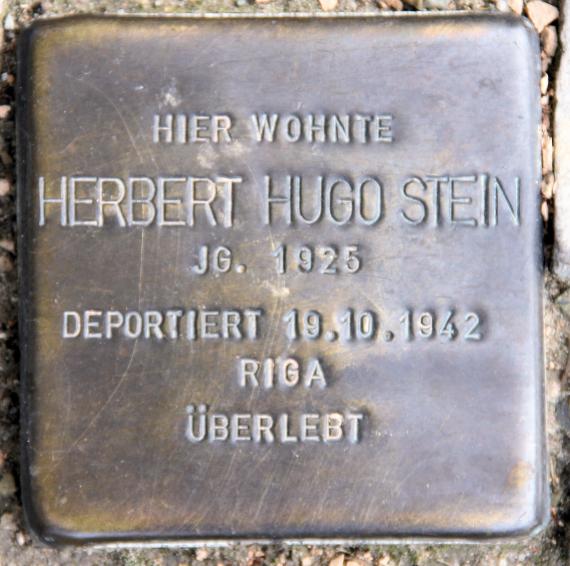 HIER WOHNTE
HERBERT HUGO STEIN
JG. 1925
DEPORTIERT 19.10.1942
RIGA
ÜBERLEBT